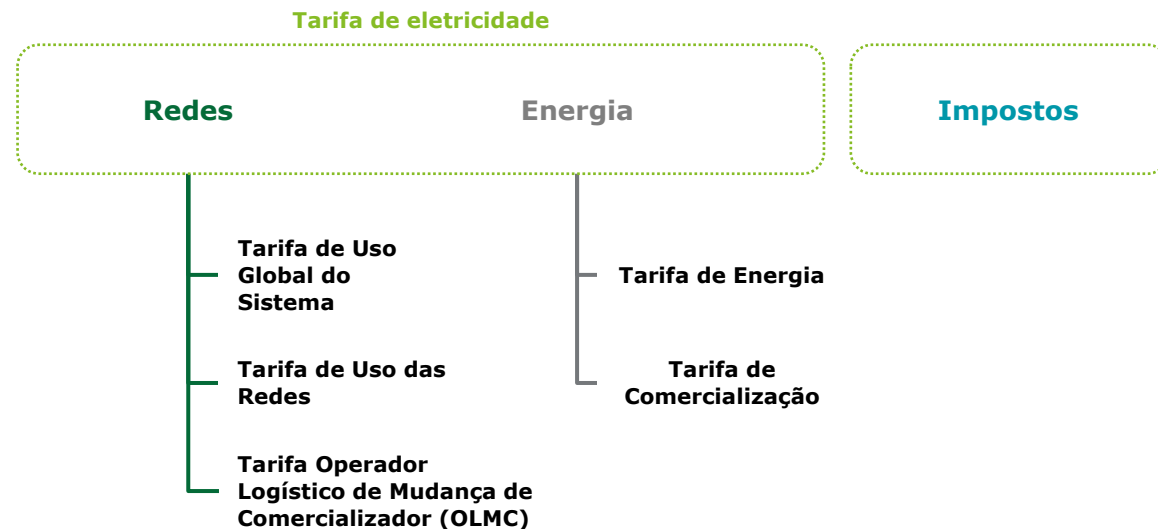 Tarifa de eletricidade
Redes
Energia
Impostos
Tarifa de Uso
Global do
Sistema
Tarifa de Uso das
Redes
Tarifa Operador
Logístico de Mudança de
Comercializador (OLMC)
Tarifa de Energia
Tarifa de
Comercialização